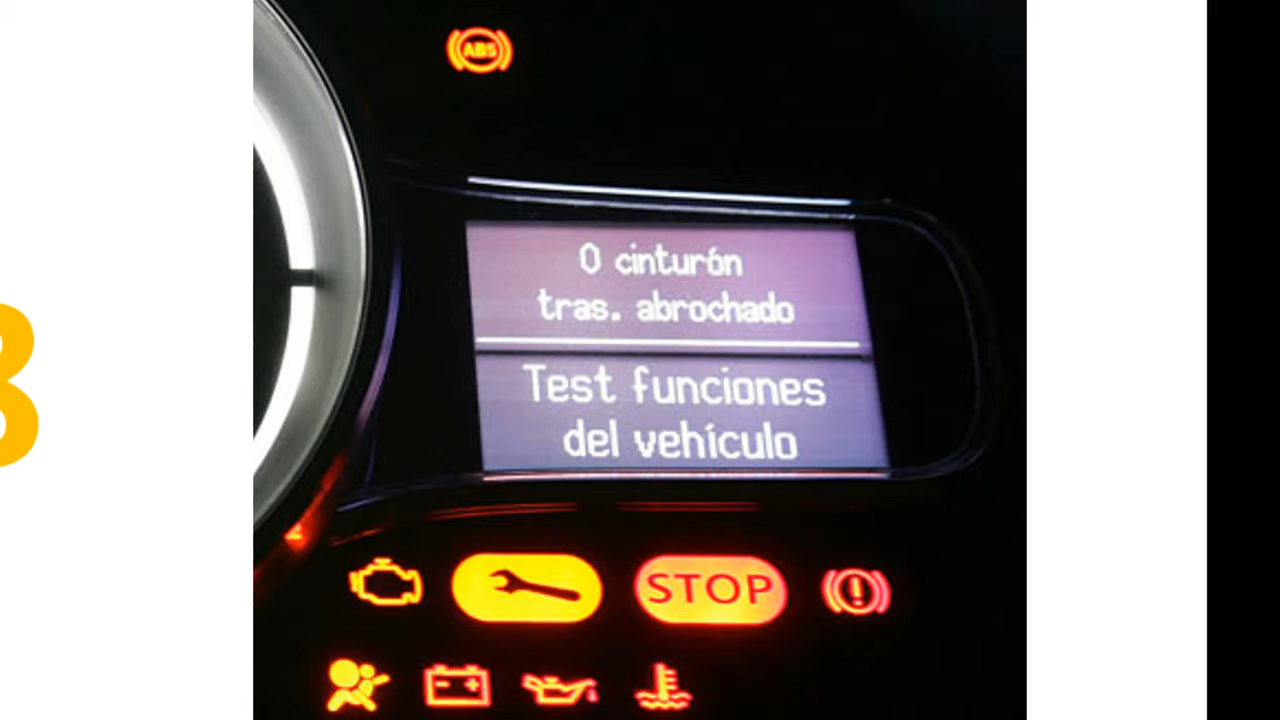 ABS
0 cinturón
tras. abrochado
Test funciones
del vehículo
STOP